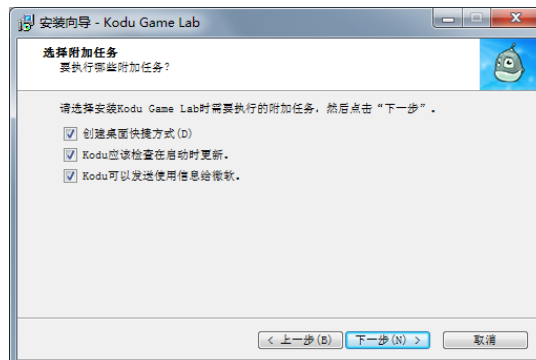 安装向导 - Kodu Game Lab
选择附加任务
要执行哪些附加任务?
请选择安装Kodu Game Lab时需要执行的附加任务, 然后点击“下一步”.
创建桌面快捷方式(D)
Kodu应该检查在启动时更新.
Kodu可以发送使用信息给微软.
< 上一步(B)
下一步(N) >
取消